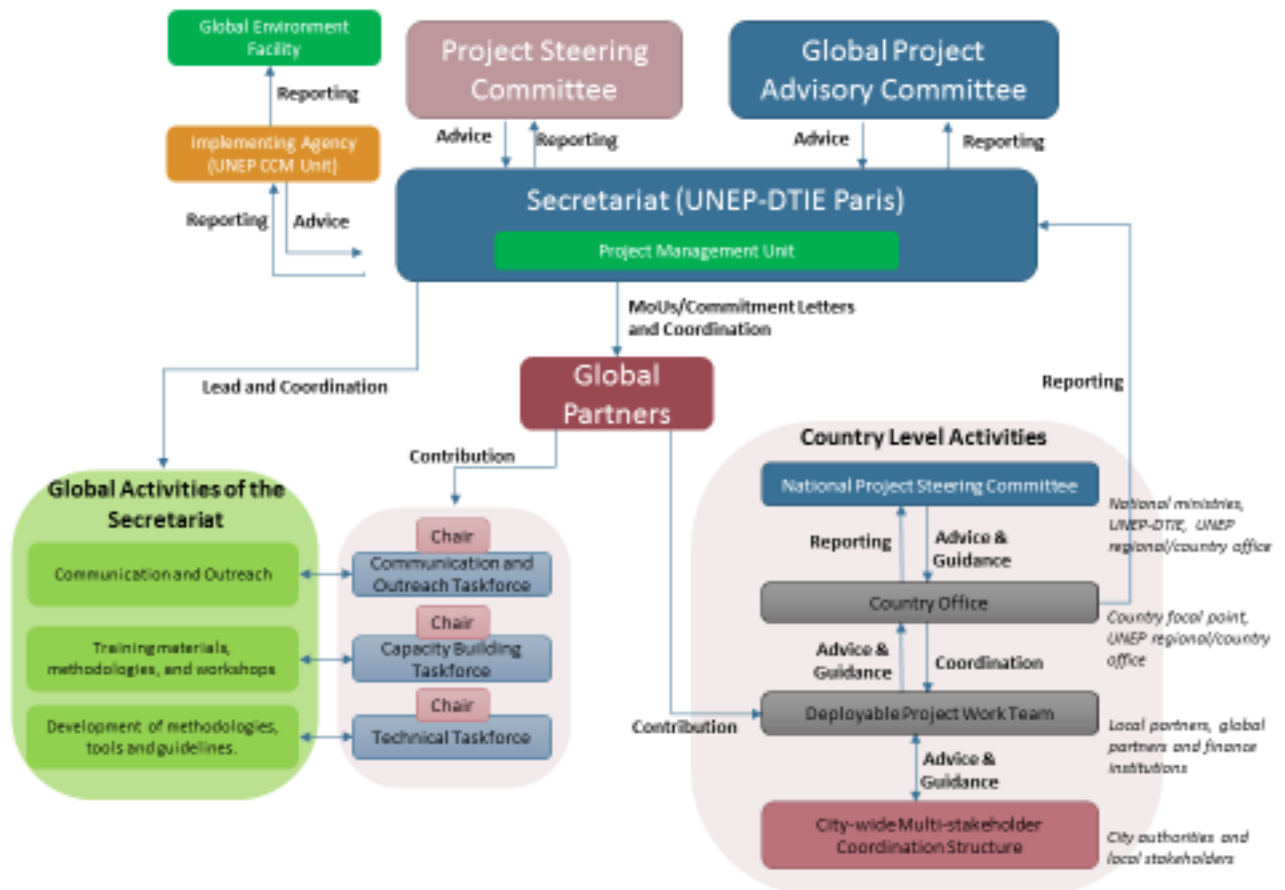 Global Environment
Facility
Project Steering
Committee
Global Project
Advisory Committee
Reporting
Advice
Reporting
Advice
Reporting
Implementing Agency
(UNEP CCM Unit)
Reporting
Advice
Secretariat (UNEP-DTIE Paris)
Project Management Unit
MoUs/Commitment Letters
and Coordination
Lead and Coordination
Global
Partners
Reporting
Contribution
Global Activities of the
Secretariat
Communication and Outreach
Training materials,
methodologies, and workshops
Development of methodologies,
tools and guidelines.
Chair
Communication and
Outreach Taskforce
Chair
Capacity Building
Taskforce
Chair
Technical Taskforce
Contribution
Country Level Activities
National Project Steering Committee
National ministries,
UNEP-DTIE, UNEP
regional/country office
Reporting
Advice &
Guidance
Country Office
Country focal point,
UNEP regional/country
office
Advice &
Guidance
Coordination
Deployable Project Work Team
Local partners, global
partners and finance
institutions
Advice &
Guidance
City-wide Multi-stakeholder
Coordination Structure
City authorities and
local stakeholders